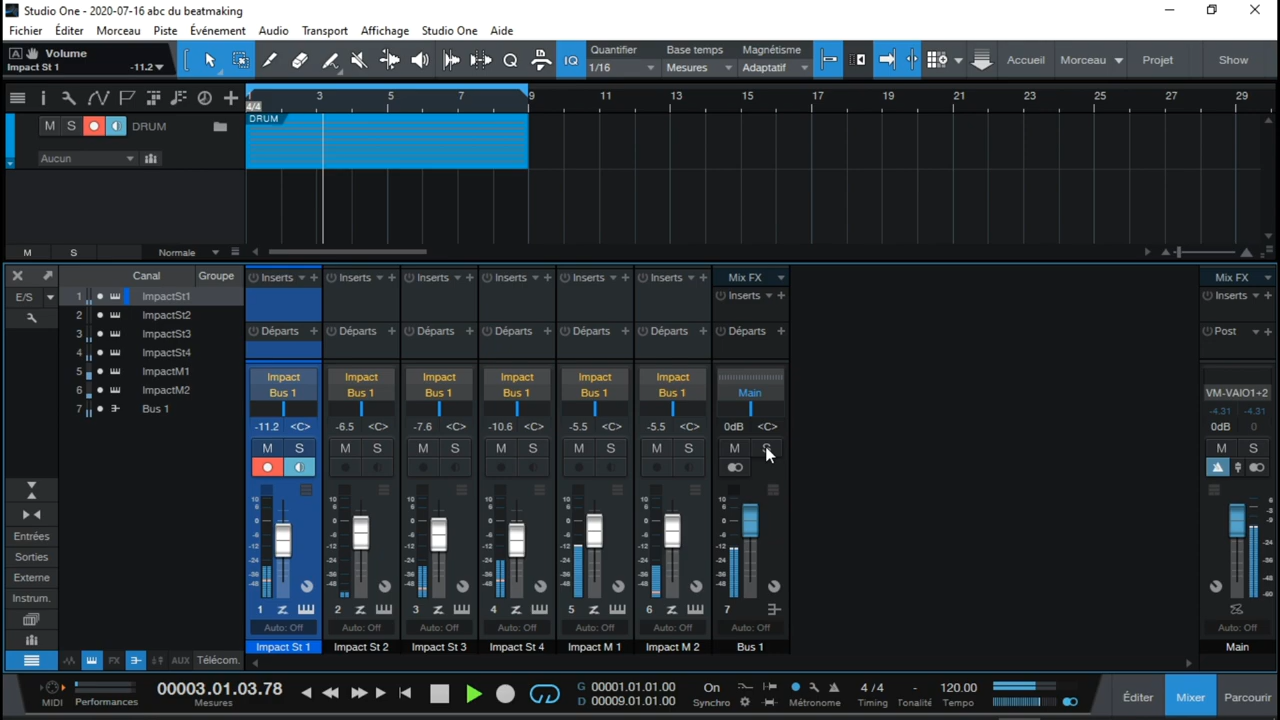 Studio One - 2020-07-16 abc du beatmaking
Fichier Éditer Morceau Piste Événement Audio Transport Affichage Studio One Aide
A Volume
Impact St 1 -11.2
IQ
Quantifier Base temps Magnétisme
1/16 Mesures Adaptatif
Accueil Morceau Projet Show
3 5 7 9 11 13 15 17 19 21 23 25 27 29
4/4
M S DRUM
DRUM
Aucun
M S Normale
Canal Groupe
E/S
1 ImpactSt1
2 ImpactSt2
3 ImpactSt3
4 ImpactSt4
5 ImpactM1
6 ImpactM2
7 Bus 1
Entrées
Sorties
Externe
Instrum.
FX AUX Télécom.
Inserts Inserts Inserts Inserts Inserts Inserts Mix FX Mix FX
Inserts Inserts
Départs Départs Départs Départs Départs Départs Départs Post
Impact Impact Impact Impact Impact Impact
Bus 1 Bus 1 Bus 1 Bus 1 Bus 1 Bus 1 Main VM-VAIO1+2
-4.31 -4.31
-11.2 <C> -6.5 <C> -7.6 <C> -10.6 <C> -5.5 <C> -5.5 <C> 0dB <C> 0dB 0
M S M S M S M S M S M S M S M S
1 2 3 4 5 6 7
Auto: Off Auto: Off Auto: Off Auto: Off Auto: Off Auto: Off Auto: Off Auto: Off
Impact St 1 Impact St 2 Impact St 3 Impact St 4 Impact M 1 Impact M 2 Bus 1 Main
MIDI Performances
00003.01.03.78
Mesures
G 00001.01.01.00
D 00009.01.01.00
On
Synchro
Métronome
4 / 4
Timing
-
Tonalité
120.00
Tempo
Éditer Mixer Parcourir